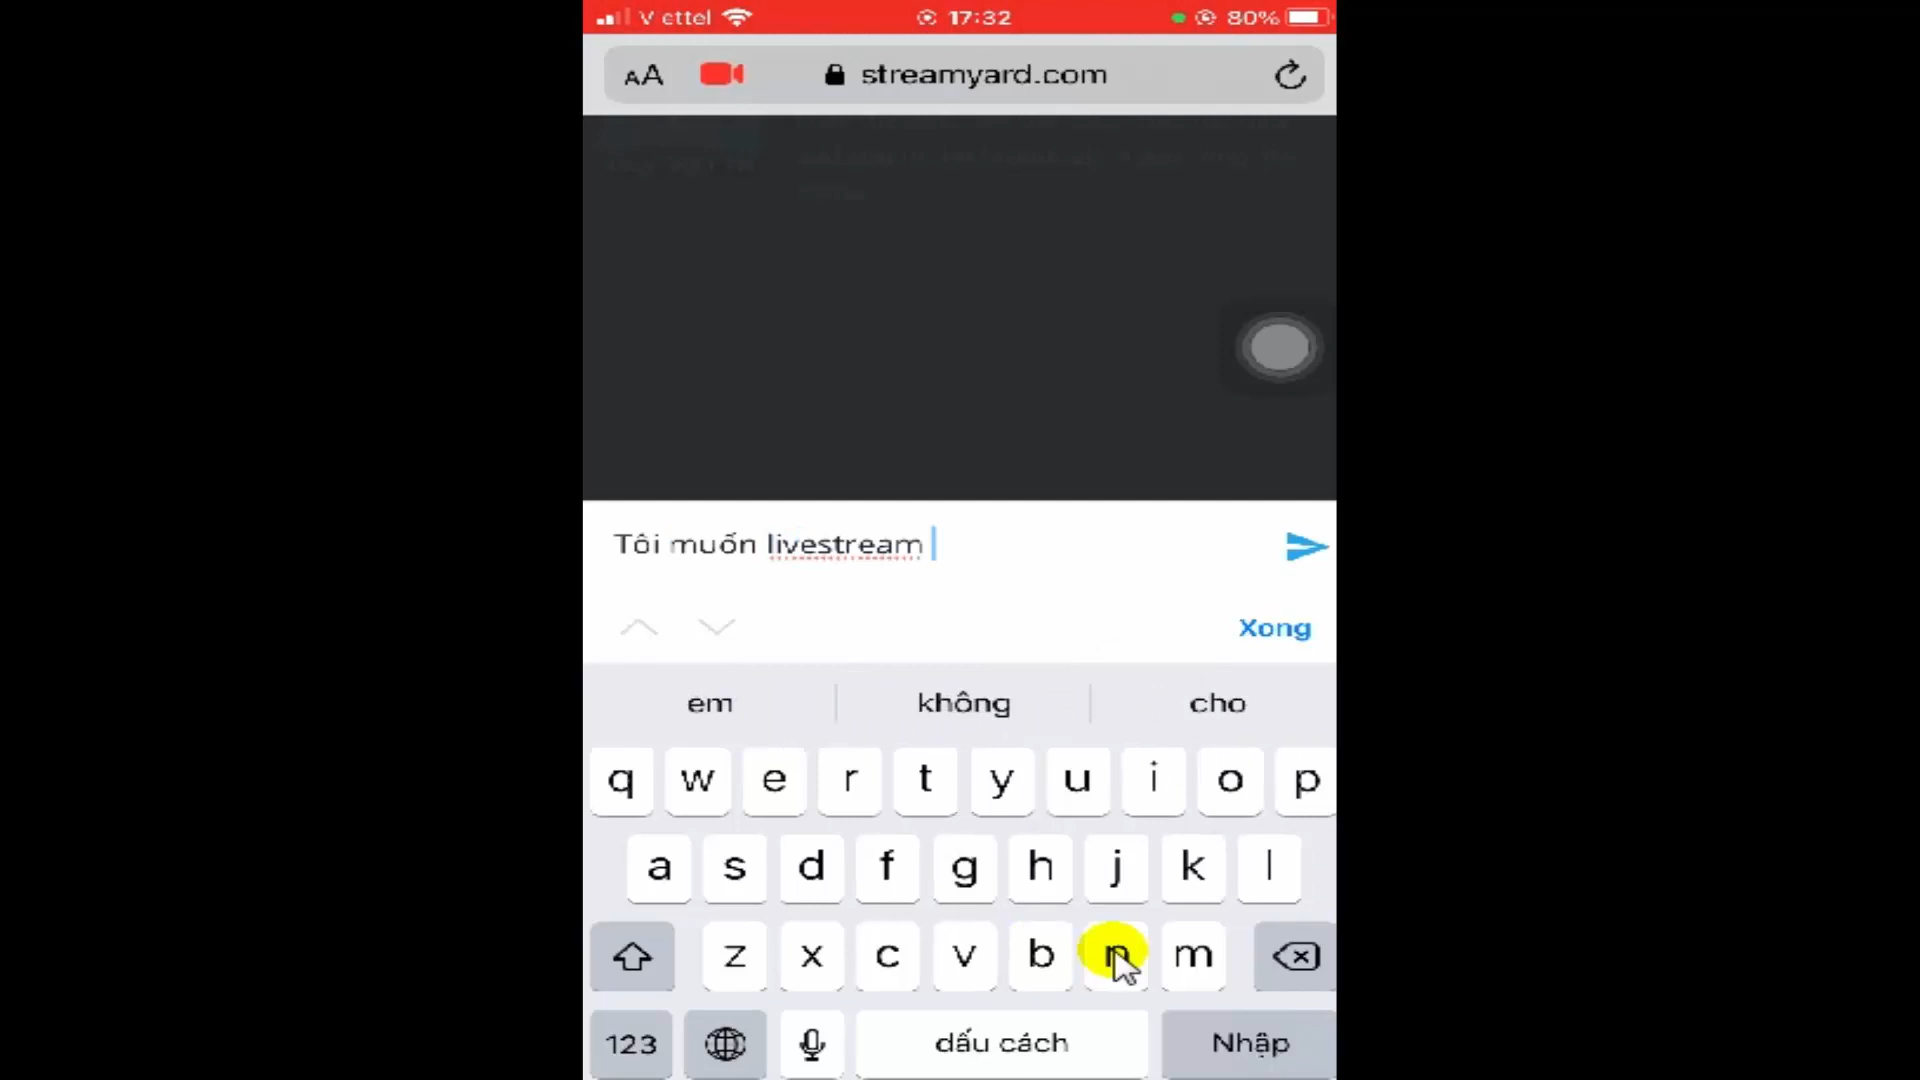 Viettel 17:32 80%
AA streamyard.com
Tôi muốn livestream
Xong
em không cho
q w e r t y u i o p
a s d f g h j k l
z x c v b n m
123 dấu cách Nhập